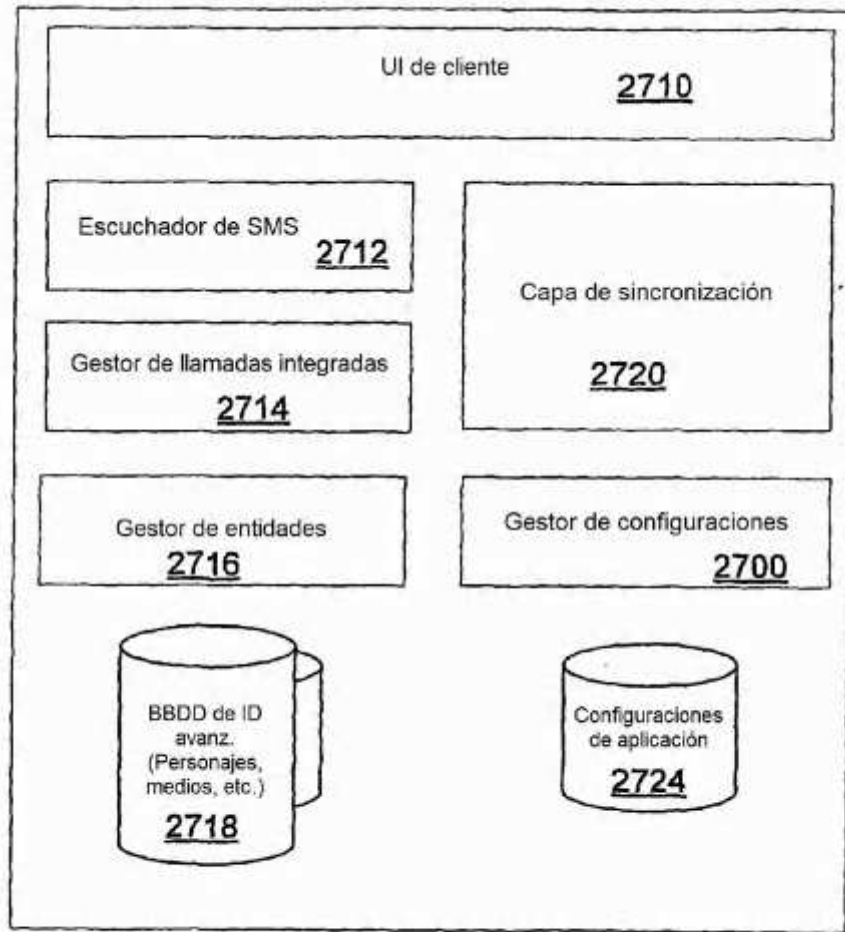 UI de cliente
2710
Escuchador de SMS
2712
Gestor de llamadas integradas
2714
Capa de sincronización
2720
Gestor de entidades
2716
Gestor de configuraciones
2700
BBDD de ID
avanz.
(Personajes,
medios, etc.)
2718
Configuraciones
de aplicación
2724